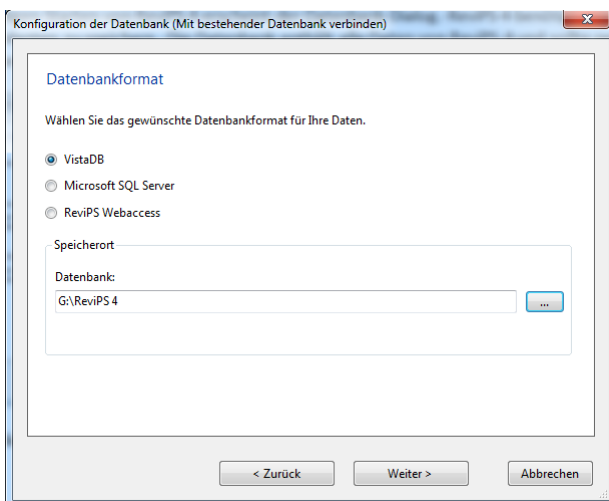 Konfiguration der Datenbank (Mit bestehender Datenbank verbinden)
Datenbankformat
Wählen Sie das gewünschte Datenbankformat für Ihre Daten.
VistaDB
Microsoft SQL Server
ReviPS Webaccess
Speicherort
Datenbank:
G:\ReviPS 4
...
< Zurück
Weiter >
Abbrechen